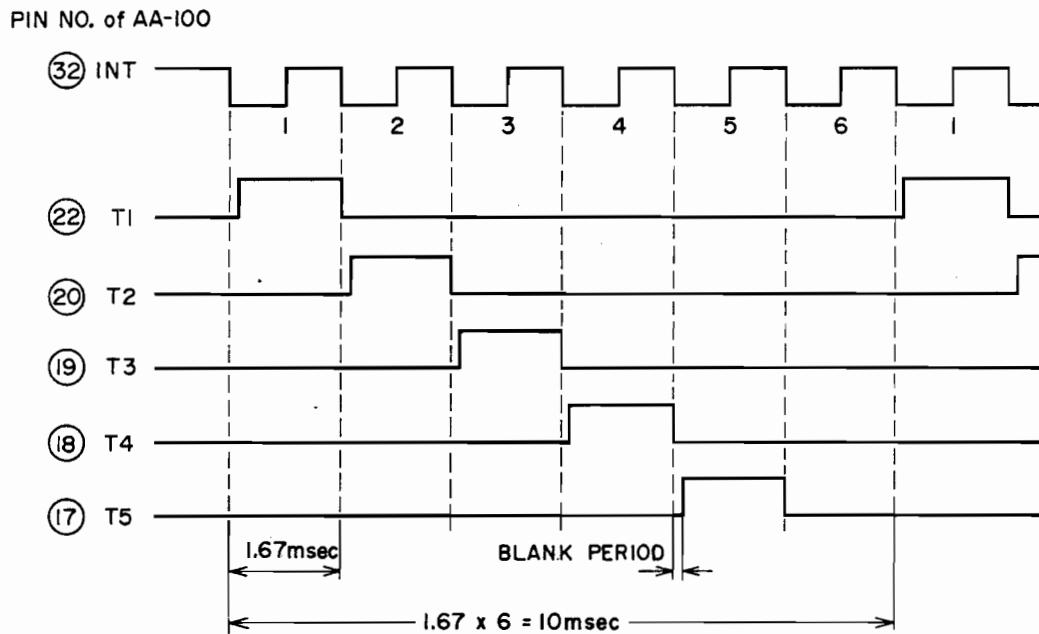 PIN NO. of AA-100
32 INT
1 2 3 4 5 6 1
22 T1
20 T2
19 T3
18 T4
17 T5
1.67msec
BLANK PERIOD
1.67 x 6 = 10msec